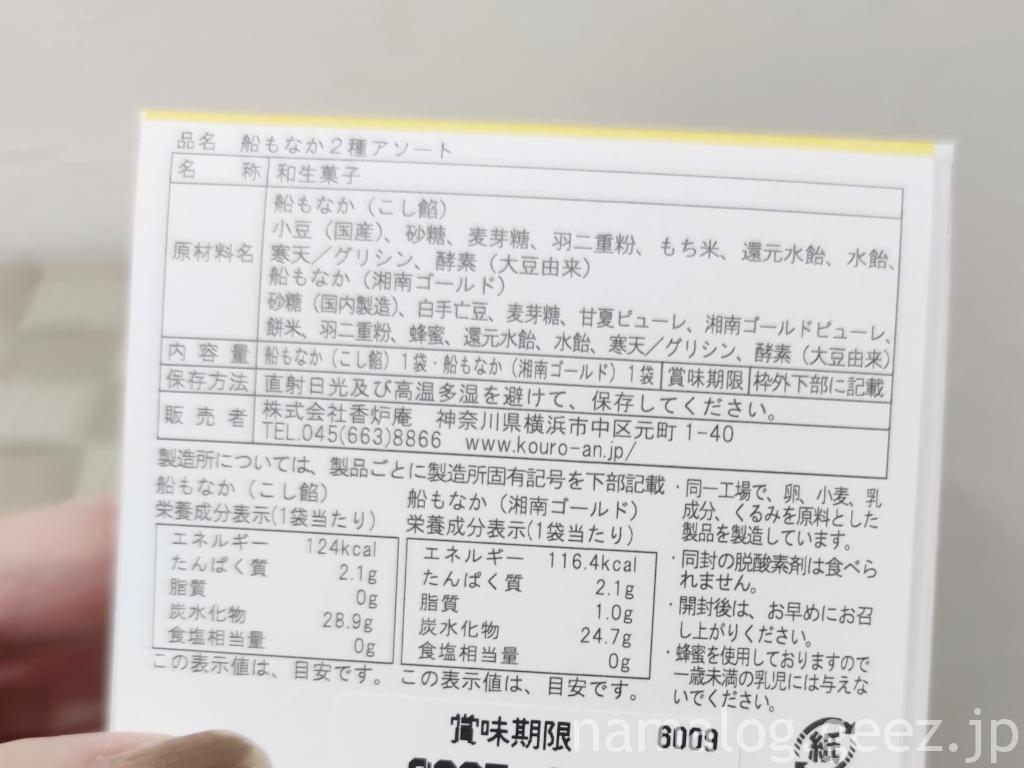 品名 船もなか2種アソート
名称 和生菓子
原材料名
船もなか（こし餡）
小豆（国産）、砂糖、麦芽糖、羽二重粉、もち米、還元水飴、水飴、
寒天／グリシン、酵素（大豆由来）
船もなか（湘南ゴールド）
砂糖（国内製造）、白手亡豆、麦芽糖、甘夏ピューレ、湘南ゴールドピューレ、
餅米、羽二重粉、蜂蜜、還元水飴、水飴、寒天／グリシン、酵素（大豆由来）
内容量 船もなか（こし餡）1袋・船もなか（湘南ゴールド）1袋 賞味期限 枠外下部に記載
保存方法 直射日光及び高温多湿を避けて、保存してください。
販売者 株式会社香炉庵 神奈川県横浜市中区元町1-40
TEL.045(663)8866 www.kouro-an.jp/
製造所については、製品ごとに製造所固有記号を下部記載
船もなか（こし餡）
栄養成分表示(1袋当たり)
エネルギー 124kcal
たんぱく質 2.1g
脂質 0g
炭水化物 28.9g
食塩相当量 0g
この表示値は、目安です。
船もなか（湘南ゴールド）
栄養成分表示(1袋当たり)
エネルギー 116.4kcal
たんぱく質 2.1g
脂質 1.0g
炭水化物 24.7g
食塩相当量 0g
この表示値は、目安です。
・同一工場で、卵、小麦、乳
成分、くるみを原料とした
製品を製造しています。
・同封の脱酸素剤は食べら
れません。
・開封後は、お早めにお召
し上がりください。
・蜂蜜を使用しておりますので
一歳未満の乳児には与えな
いでください。
賞味期限 6009
紙
namalog.geez.jp